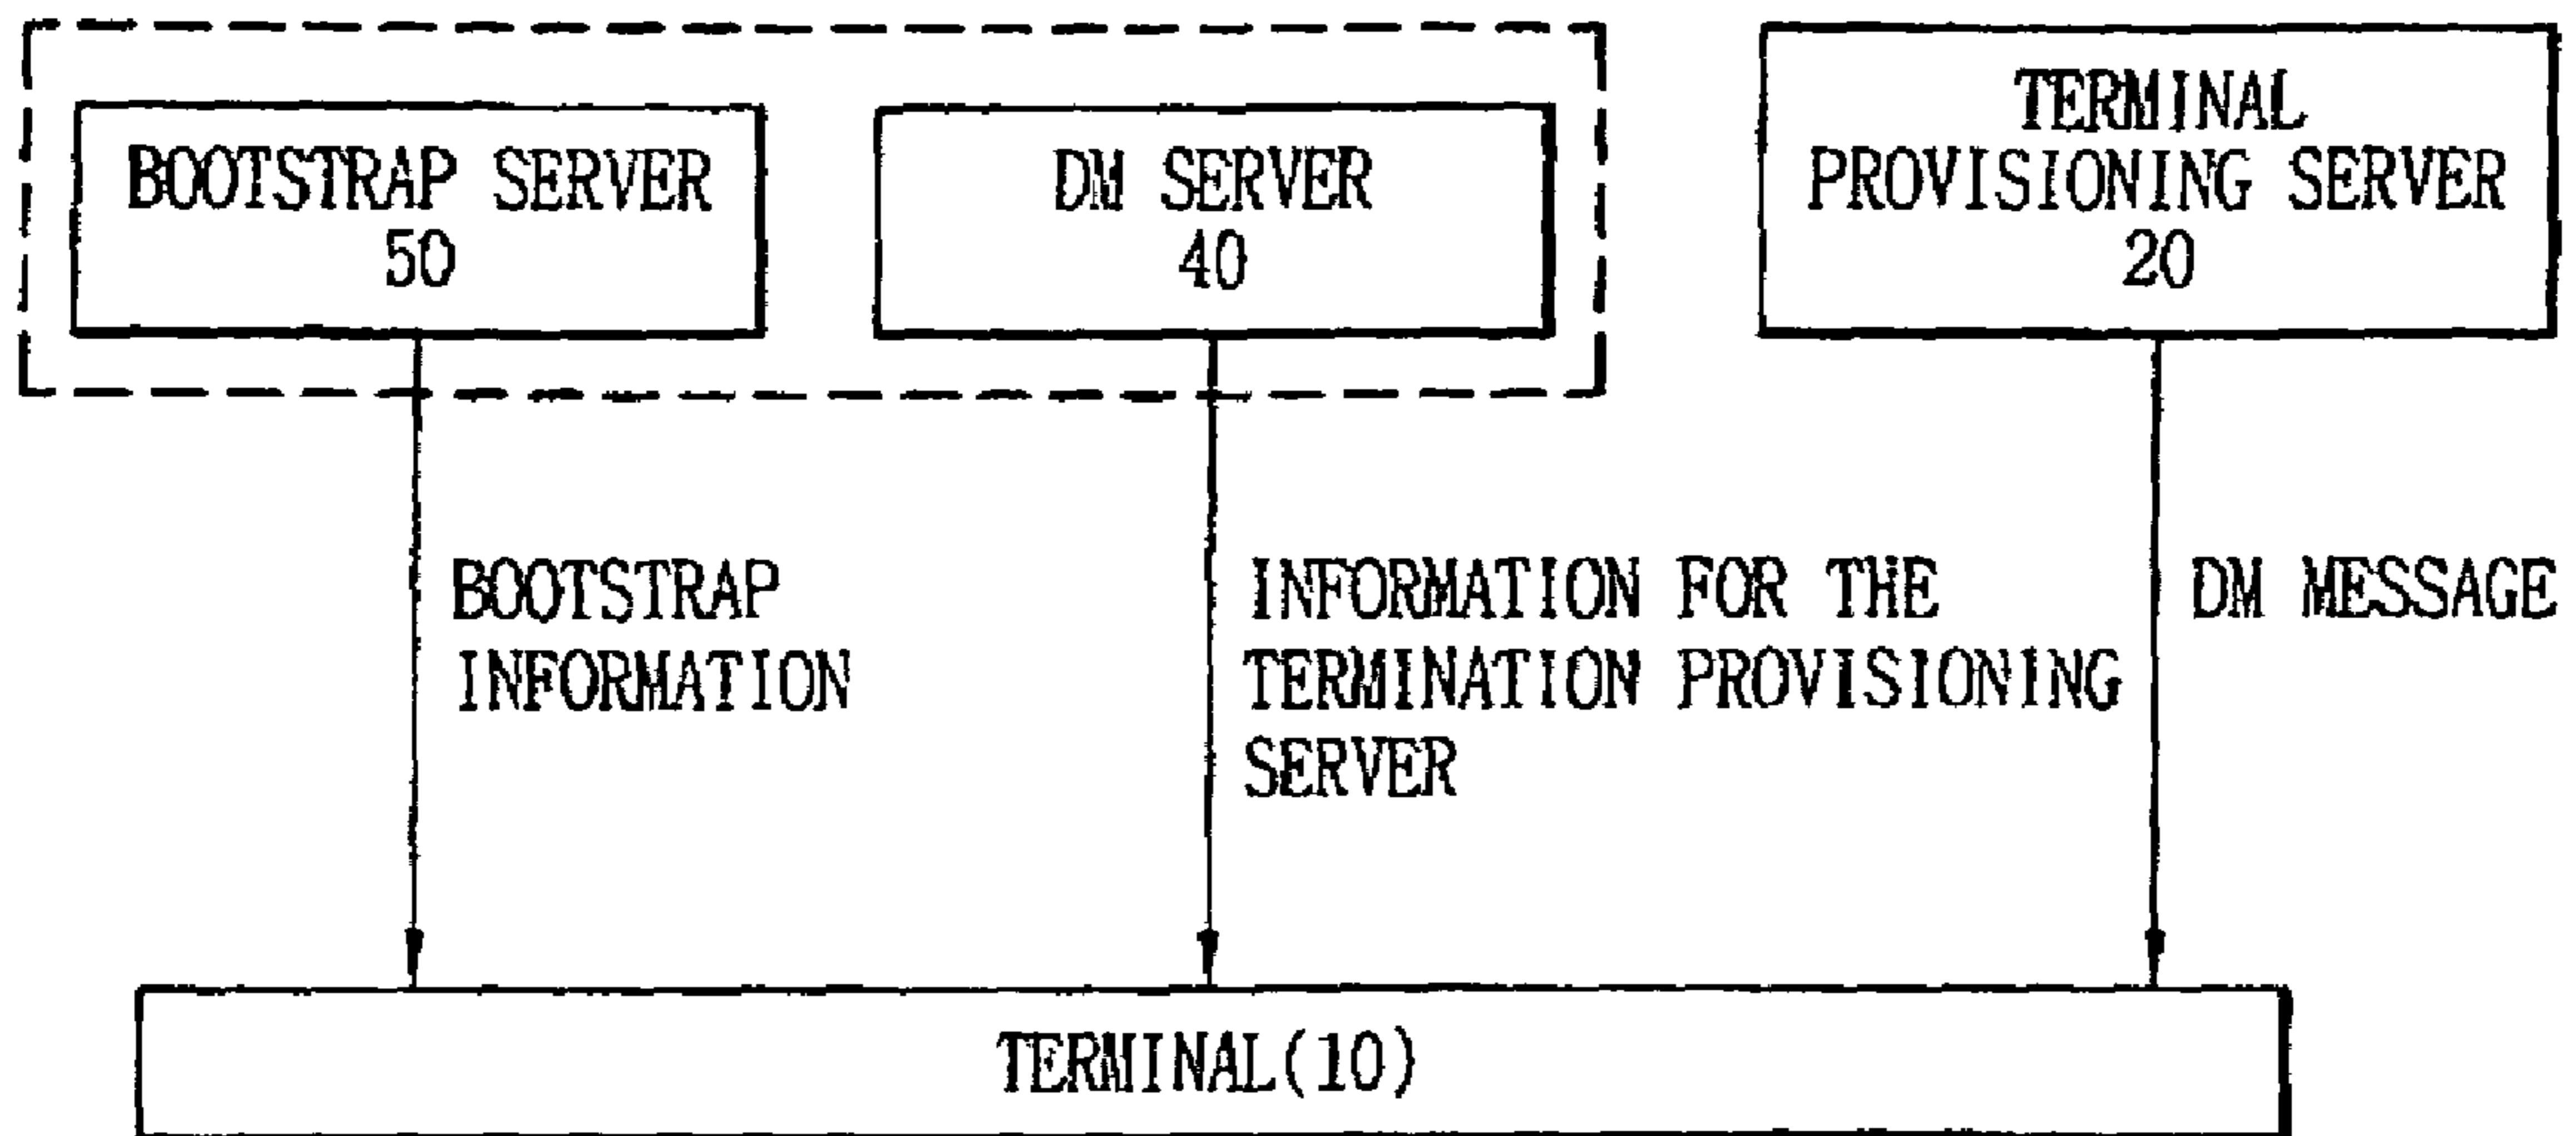 BOOTSTRAP SERVER
50
DM SERVER
40
TERMINAL
PROVISIONING SERVER
20
BOOTSTRAP
INFORMATION
INFORMATION FOR THE
TERMINATION PROVISIONING
SERVER
DM MESSAGE
TERMINAL(10)